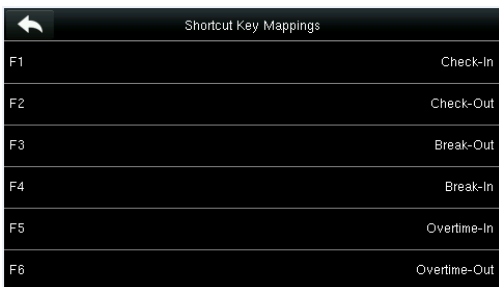 Shortcut Key Mappings
F1 Check-In
F2 Check-Out
F3 Break-Out
F4 Break-In
F5 Overtime-In
F6 Overtime-Out